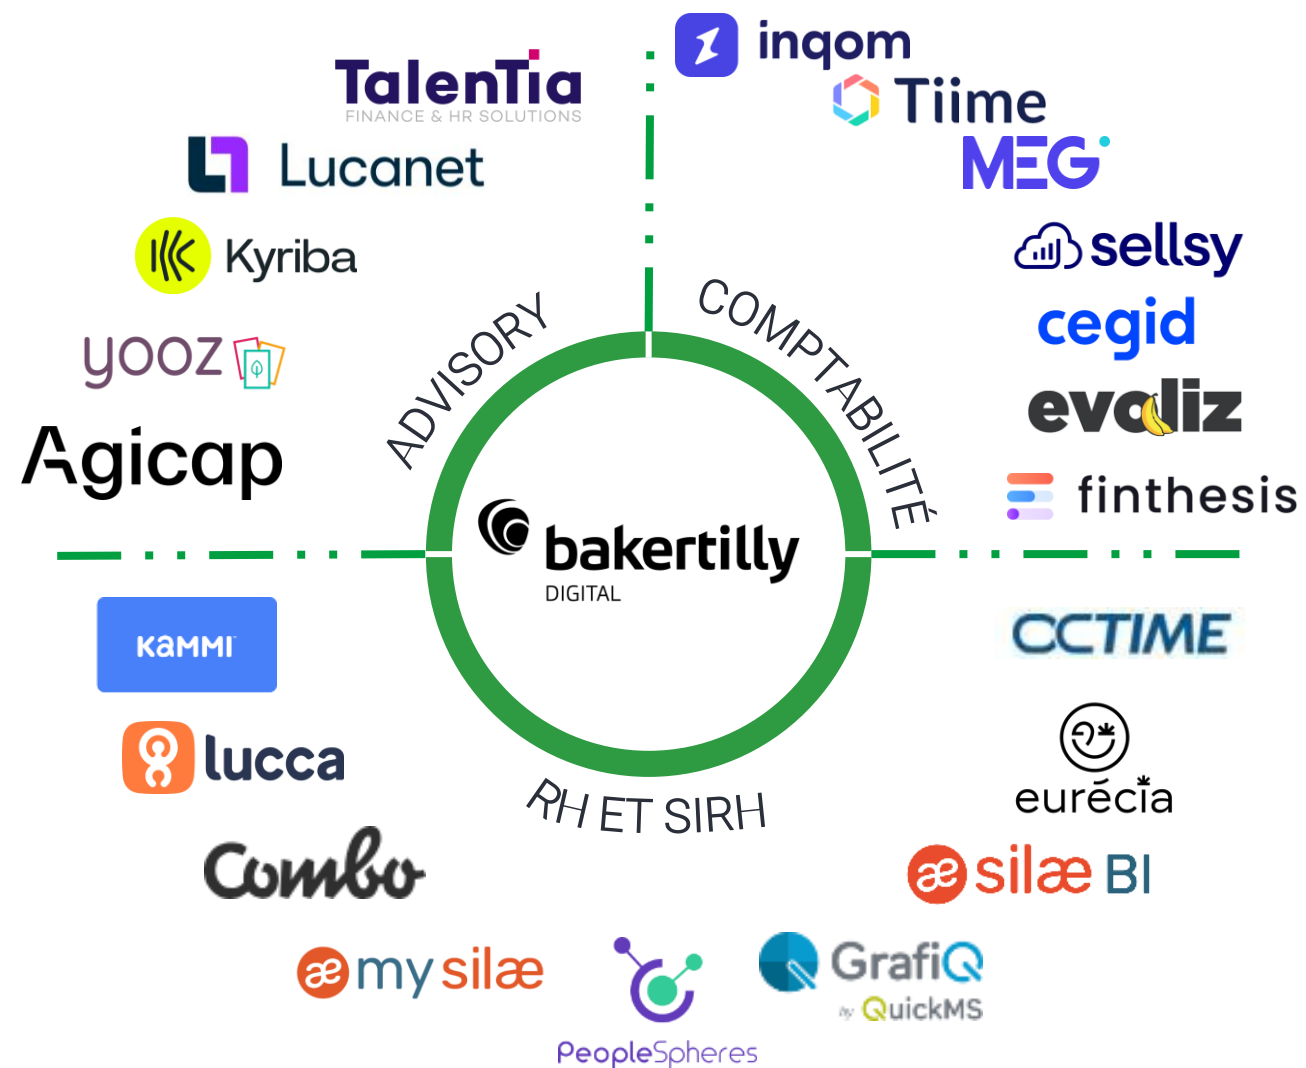 TalenTia
FINANCE & HR SOLUTIONS
Lucanet
Kyriba
yooz
Agicap
ADVISORY
inqom
Tiime
MEG
sellsy
cegid
evoliz
finthesis
COMPTABILITÉ
bakertilly
DIGITAL
KaMMI
lucca
Combo
my silæ
PeopleSpheres
GrafiQ
by QuickMS
æ silæ BI
eurécia
CCTIME
RH ET SIRH